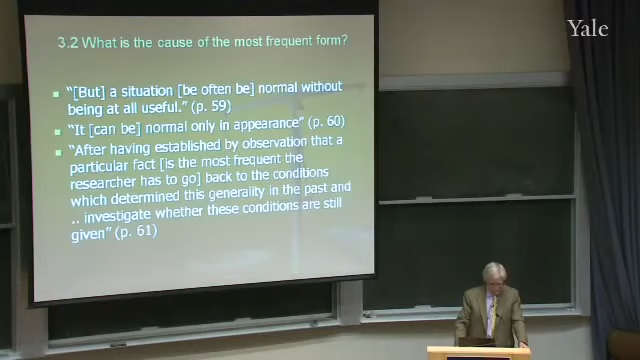 Yale
3.2 What is the cause of the most frequent form?
"[But] a situation [be often be] normal without
being at all useful." (p. 59)
"It [can be] normal only in appearance" (p. 60)
"After having established by observation that a
particular fact [is the most frequent the
researcher has to go] back to the conditions
which determined this generality in the past and
.. investigate whether these conditions are still
given" (p. 61)